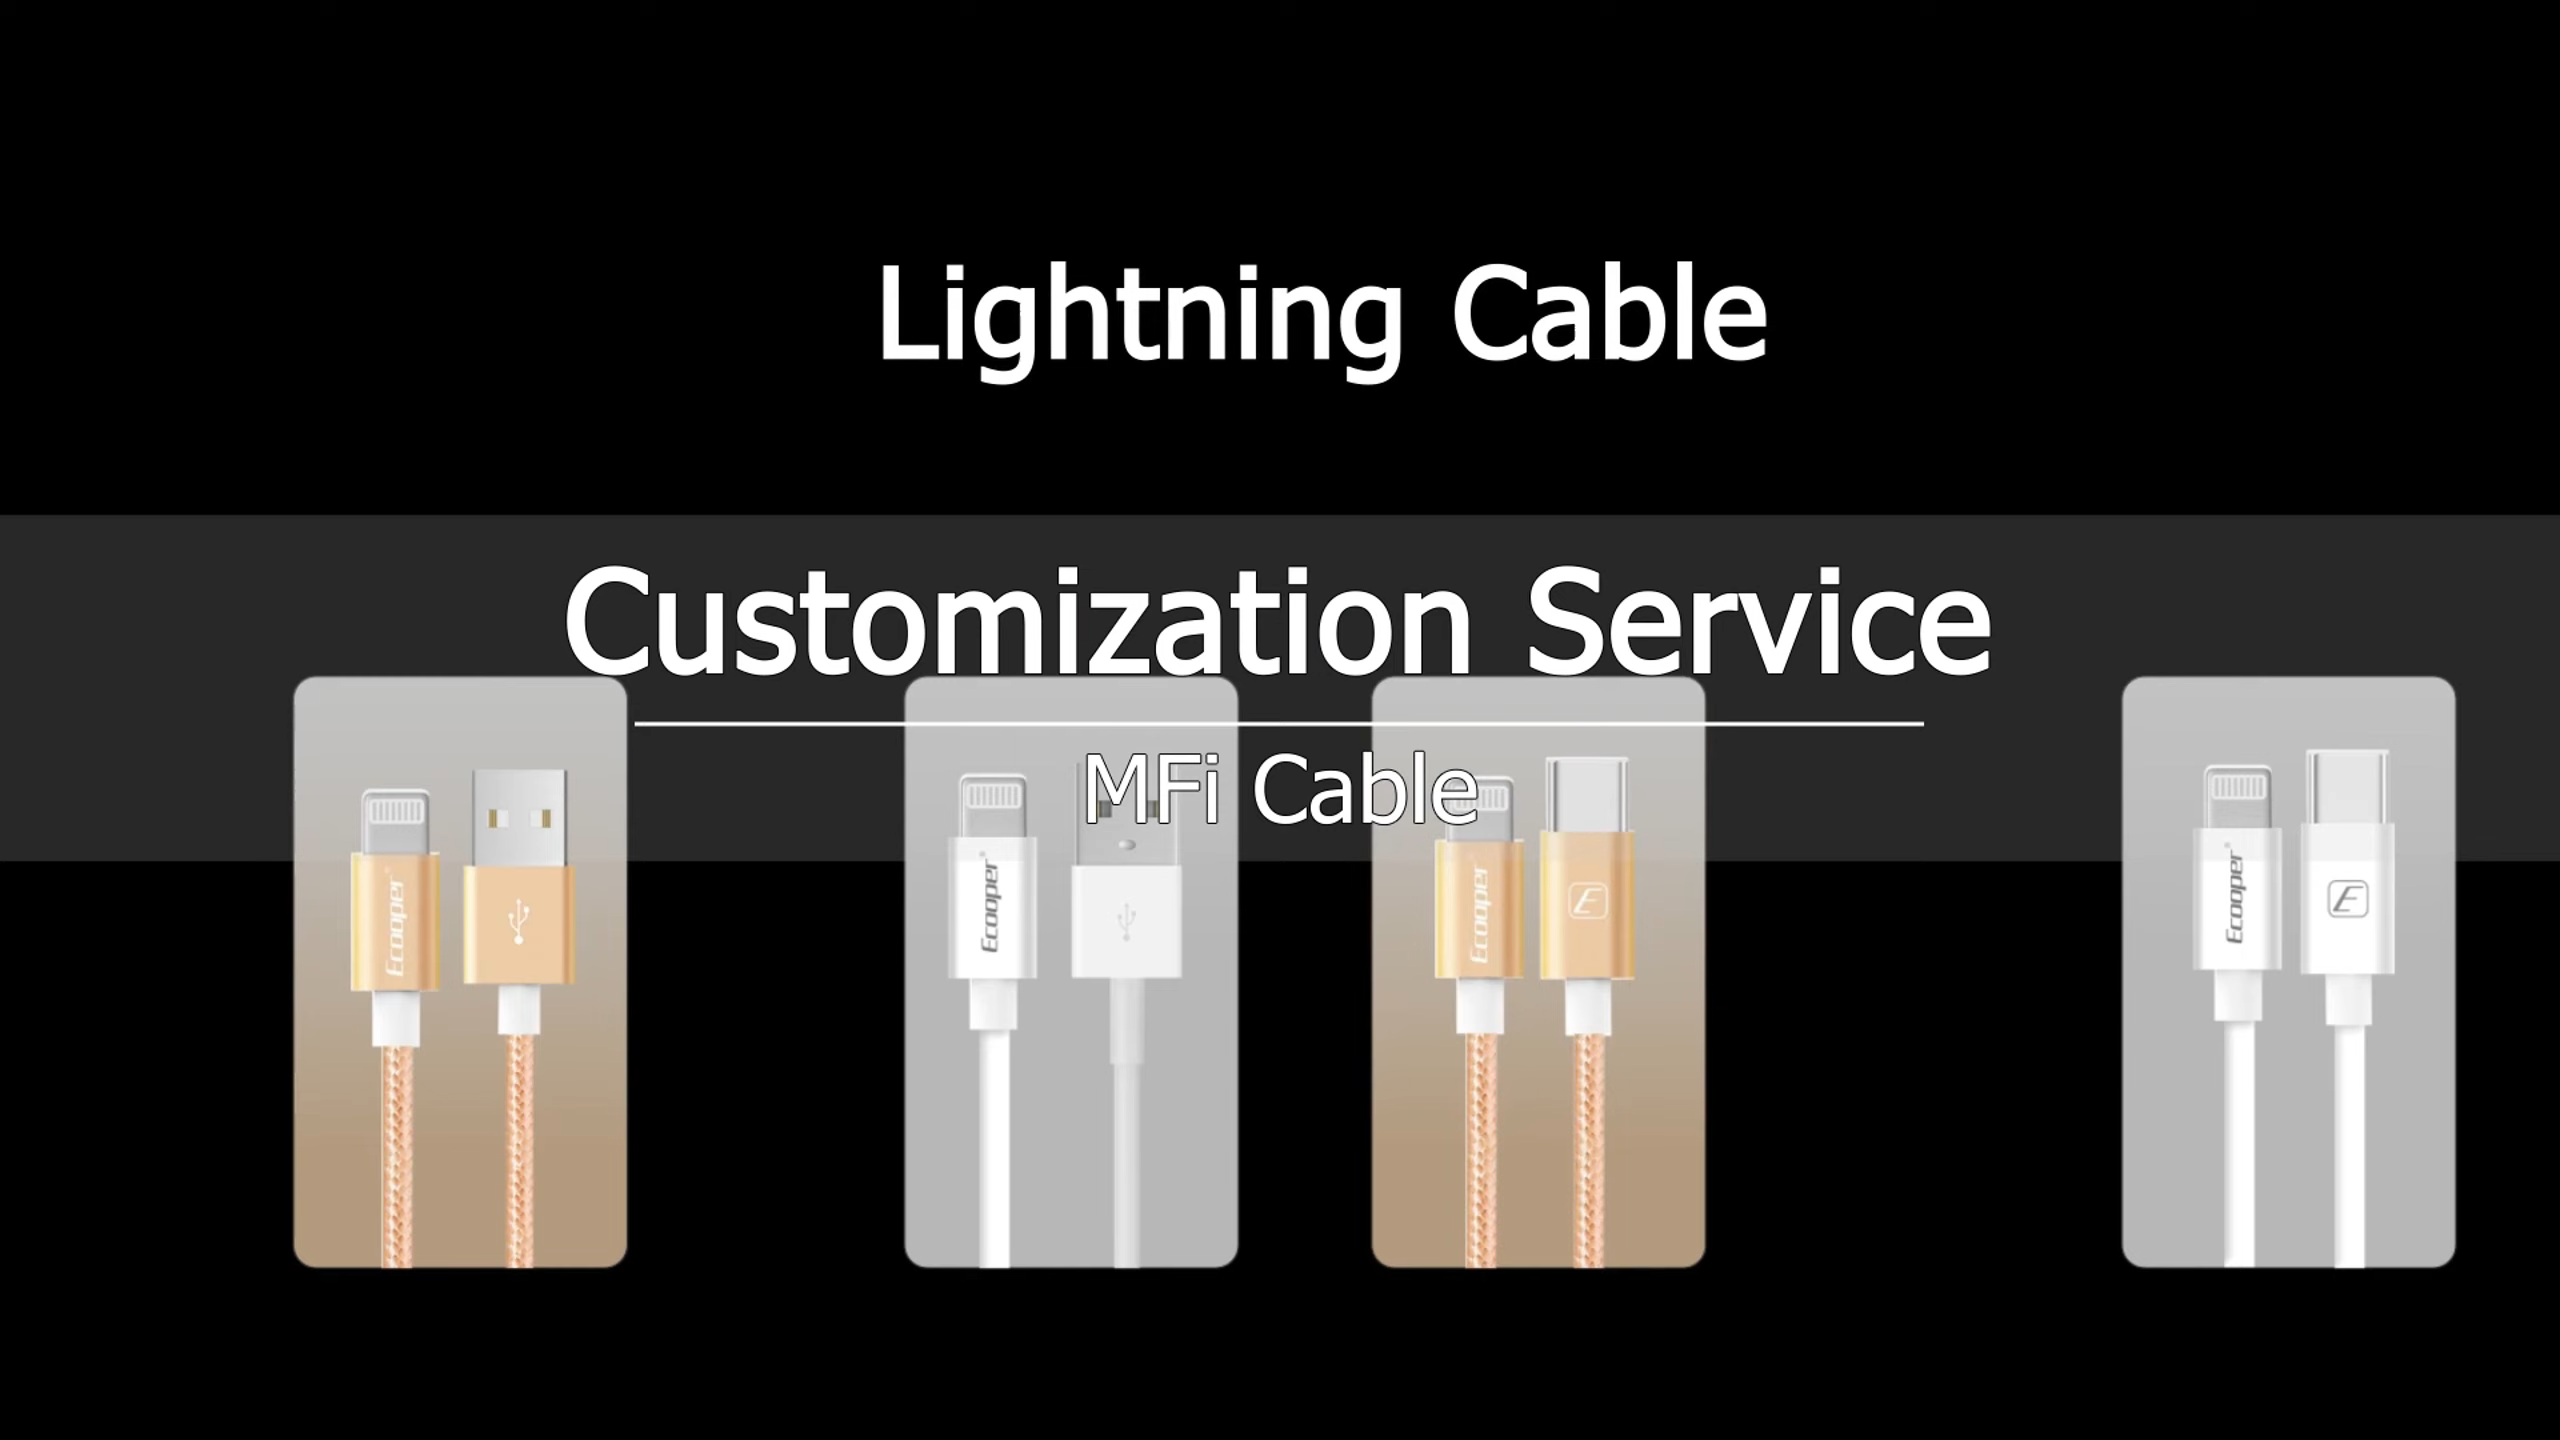 Lightning Cable
Customization Service
MFi Cable
Ecooper
Ecooper
Ecooper
E
Ecooper
E